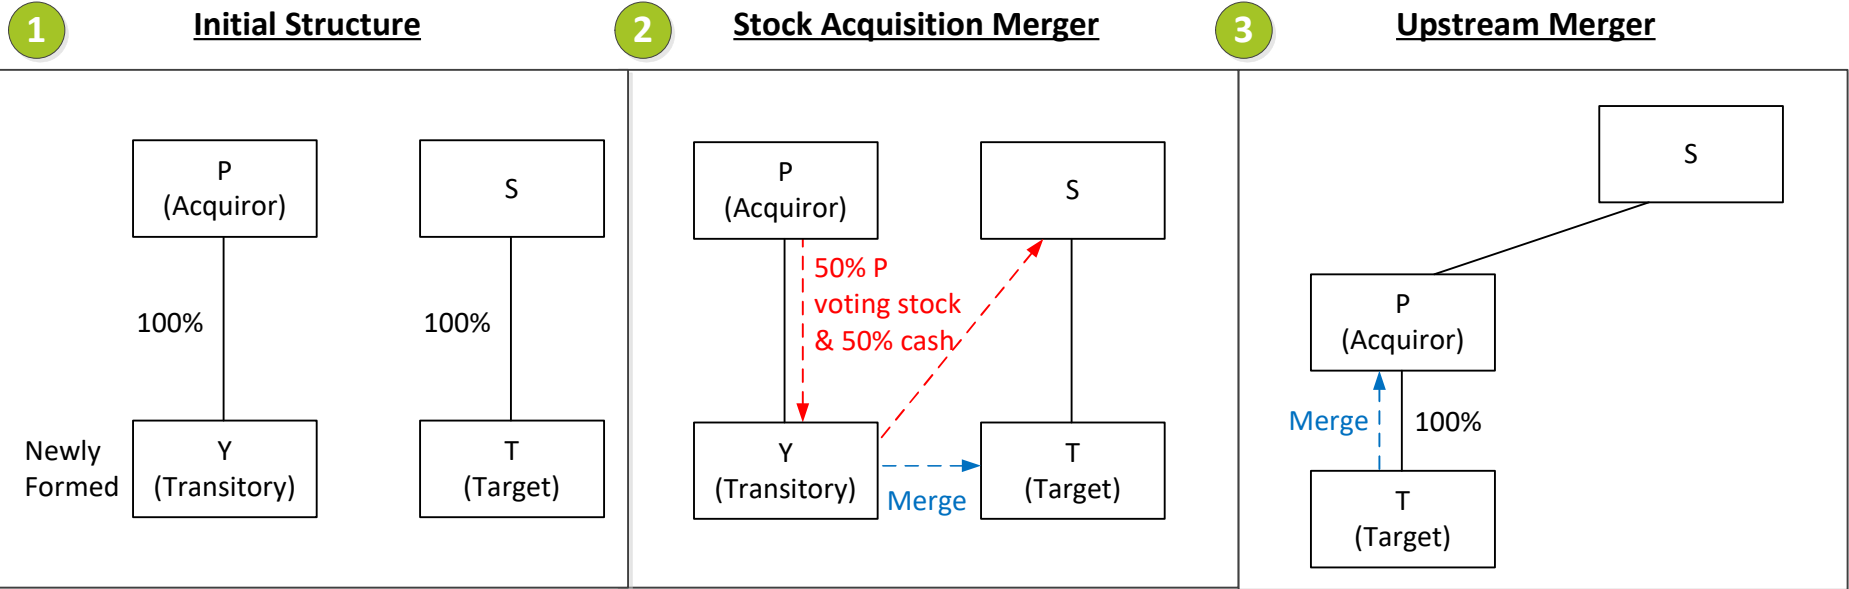 1
Initial Structure
2
Stock Acquisition Merger
3
Upstream Merger
P
(Acquiror)
S
100%
100%
Newly
Formed
Y
(Transitory)
T
(Target)
P
(Acquiror)
S
50% P
voting stock
& 50% cash
Y
(Transitory)
Merge
T
(Target)
S
P
(Acquiror)
Merge
100%
T
(Target)